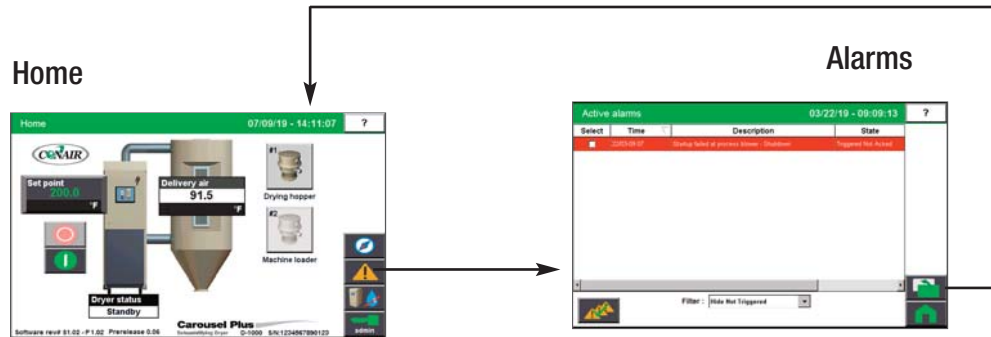 Home
Alarms
Home 07/09/19 - 14:11:07 ?
CONAIR
Set point
200.0
°F
Delivery air
91.5
°F
#1
Drying hopper
#2
Machine loader
Dryer status
Standby
Carousel Plus
Dehumidifying Dryer D-1000 S/N:1234567890123
Software rev# S1.02 - P1.02 Prerelease 0.06
admin
Active alarms 03/22/19 - 09:09:13 ?
Select Time Description State
Startup failed at process blower - Shutdown Triggered Not Acked
Filter : Hide Not Triggered